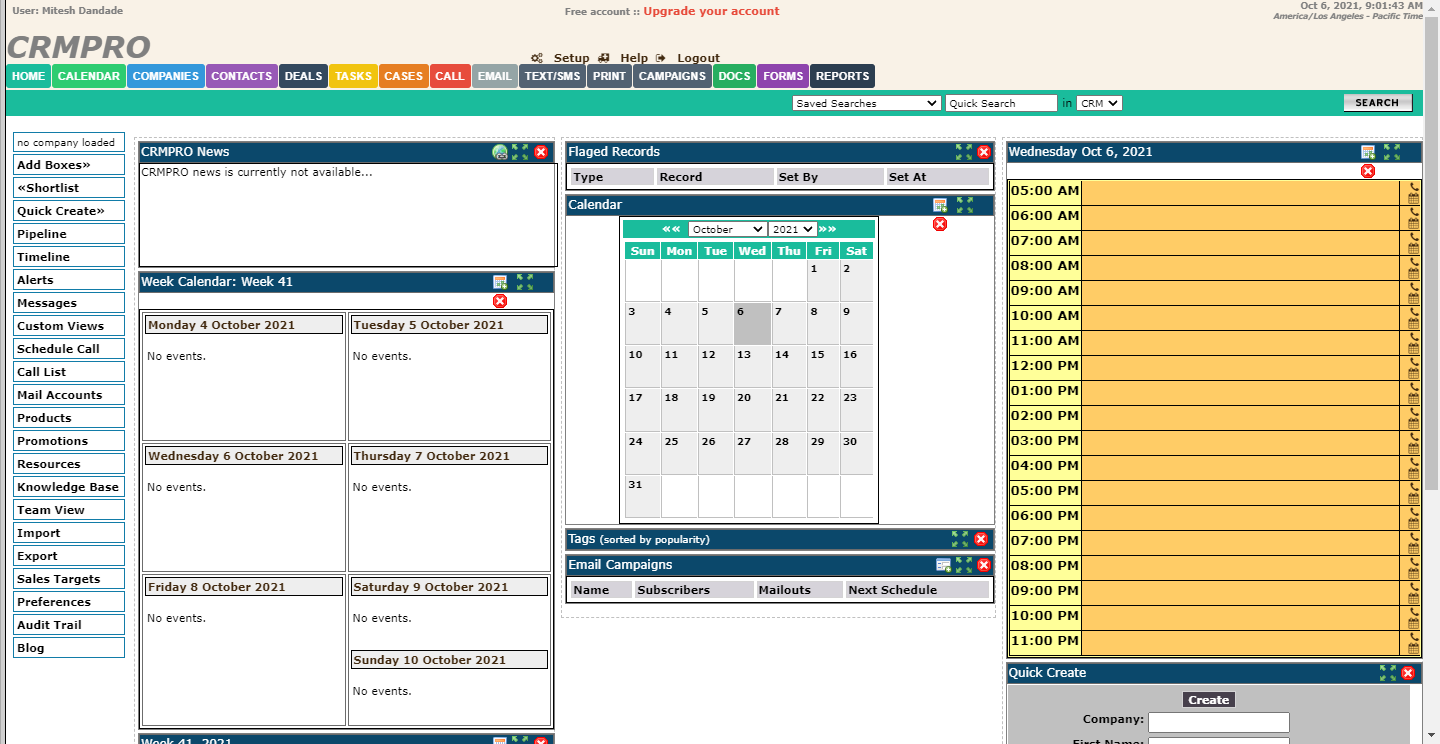 User: Mitesh Dandade
Free account :: Upgrade your account
Oct 6, 2021, 9:01:43 AM
America/Los Angeles - Pacific Time
CRMPRO
Setup Help Logout
HOME CALENDAR COMPANIES CONTACTS DEALS TASKS CASES CALL EMAIL TEXT/SMS PRINT CAMPAIGNS DOCS FORMS REPORTS
Saved Searches Quick Search in CRM SEARCH
no company loaded
Add Boxes»
«Shortlist
Quick Create»
Pipeline
Timeline
Alerts
Messages
Custom Views
Schedule Call
Call List
Mail Accounts
Products
Promotions
Resources
Knowledge Base
Team View
Import
Export
Sales Targets
Preferences
Audit Trail
Blog
CRMPRO News
CRMPRO news is currently not available...
Week Calendar: Week 41
Monday 4 October 2021 Tuesday 5 October 2021
No events. No events.
Wednesday 6 October 2021 Thursday 7 October 2021
No events. No events.
Friday 8 October 2021 Saturday 9 October 2021
No events. No events.
Sunday 10 October 2021
No events.
Week 41, 2021
Flaged Records
Type Record Set By Set At
Calendar
«« October 2021 »»
Sun Mon Tue Wed Thu Fri Sat
1 2
3 4 5 6 7 8 9
10 11 12 13 14 15 16
17 18 19 20 21 22 23
24 25 26 27 28 29 30
31
Tags (sorted by popularity)
Email Campaigns
Name Subscribers Mailouts Next Schedule
Wednesday Oct 6, 2021
05:00 AM
06:00 AM
07:00 AM
08:00 AM
09:00 AM
10:00 AM
11:00 AM
12:00 PM
01:00 PM
02:00 PM
03:00 PM
04:00 PM
05:00 PM
06:00 PM
07:00 PM
08:00 PM
09:00 PM
10:00 PM
11:00 PM
Quick Create
Create
Company:
First Name: